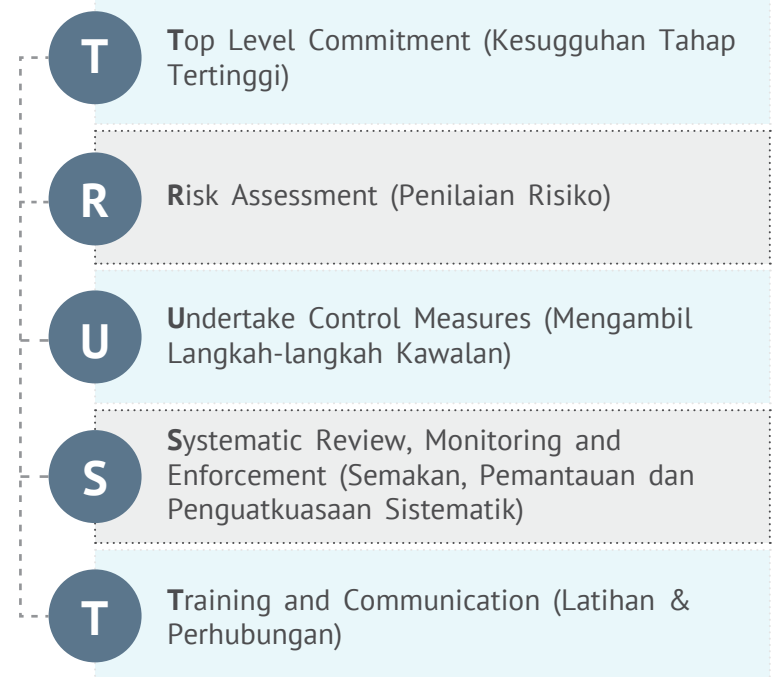 T
Top Level Commitment (Kesugguhan Tahap
Tertinggi)
R
Risk Assessment (Penilaian Risiko)
U
Undertake Control Measures (Mengambil
Langkah-langkah Kawalan)
S
Systematic Review, Monitoring and
Enforcement (Semakan, Pemantauan dan
Penguatkuasaan Sistematik)
T
Training and Communication (Latihan &
Perhubungan)